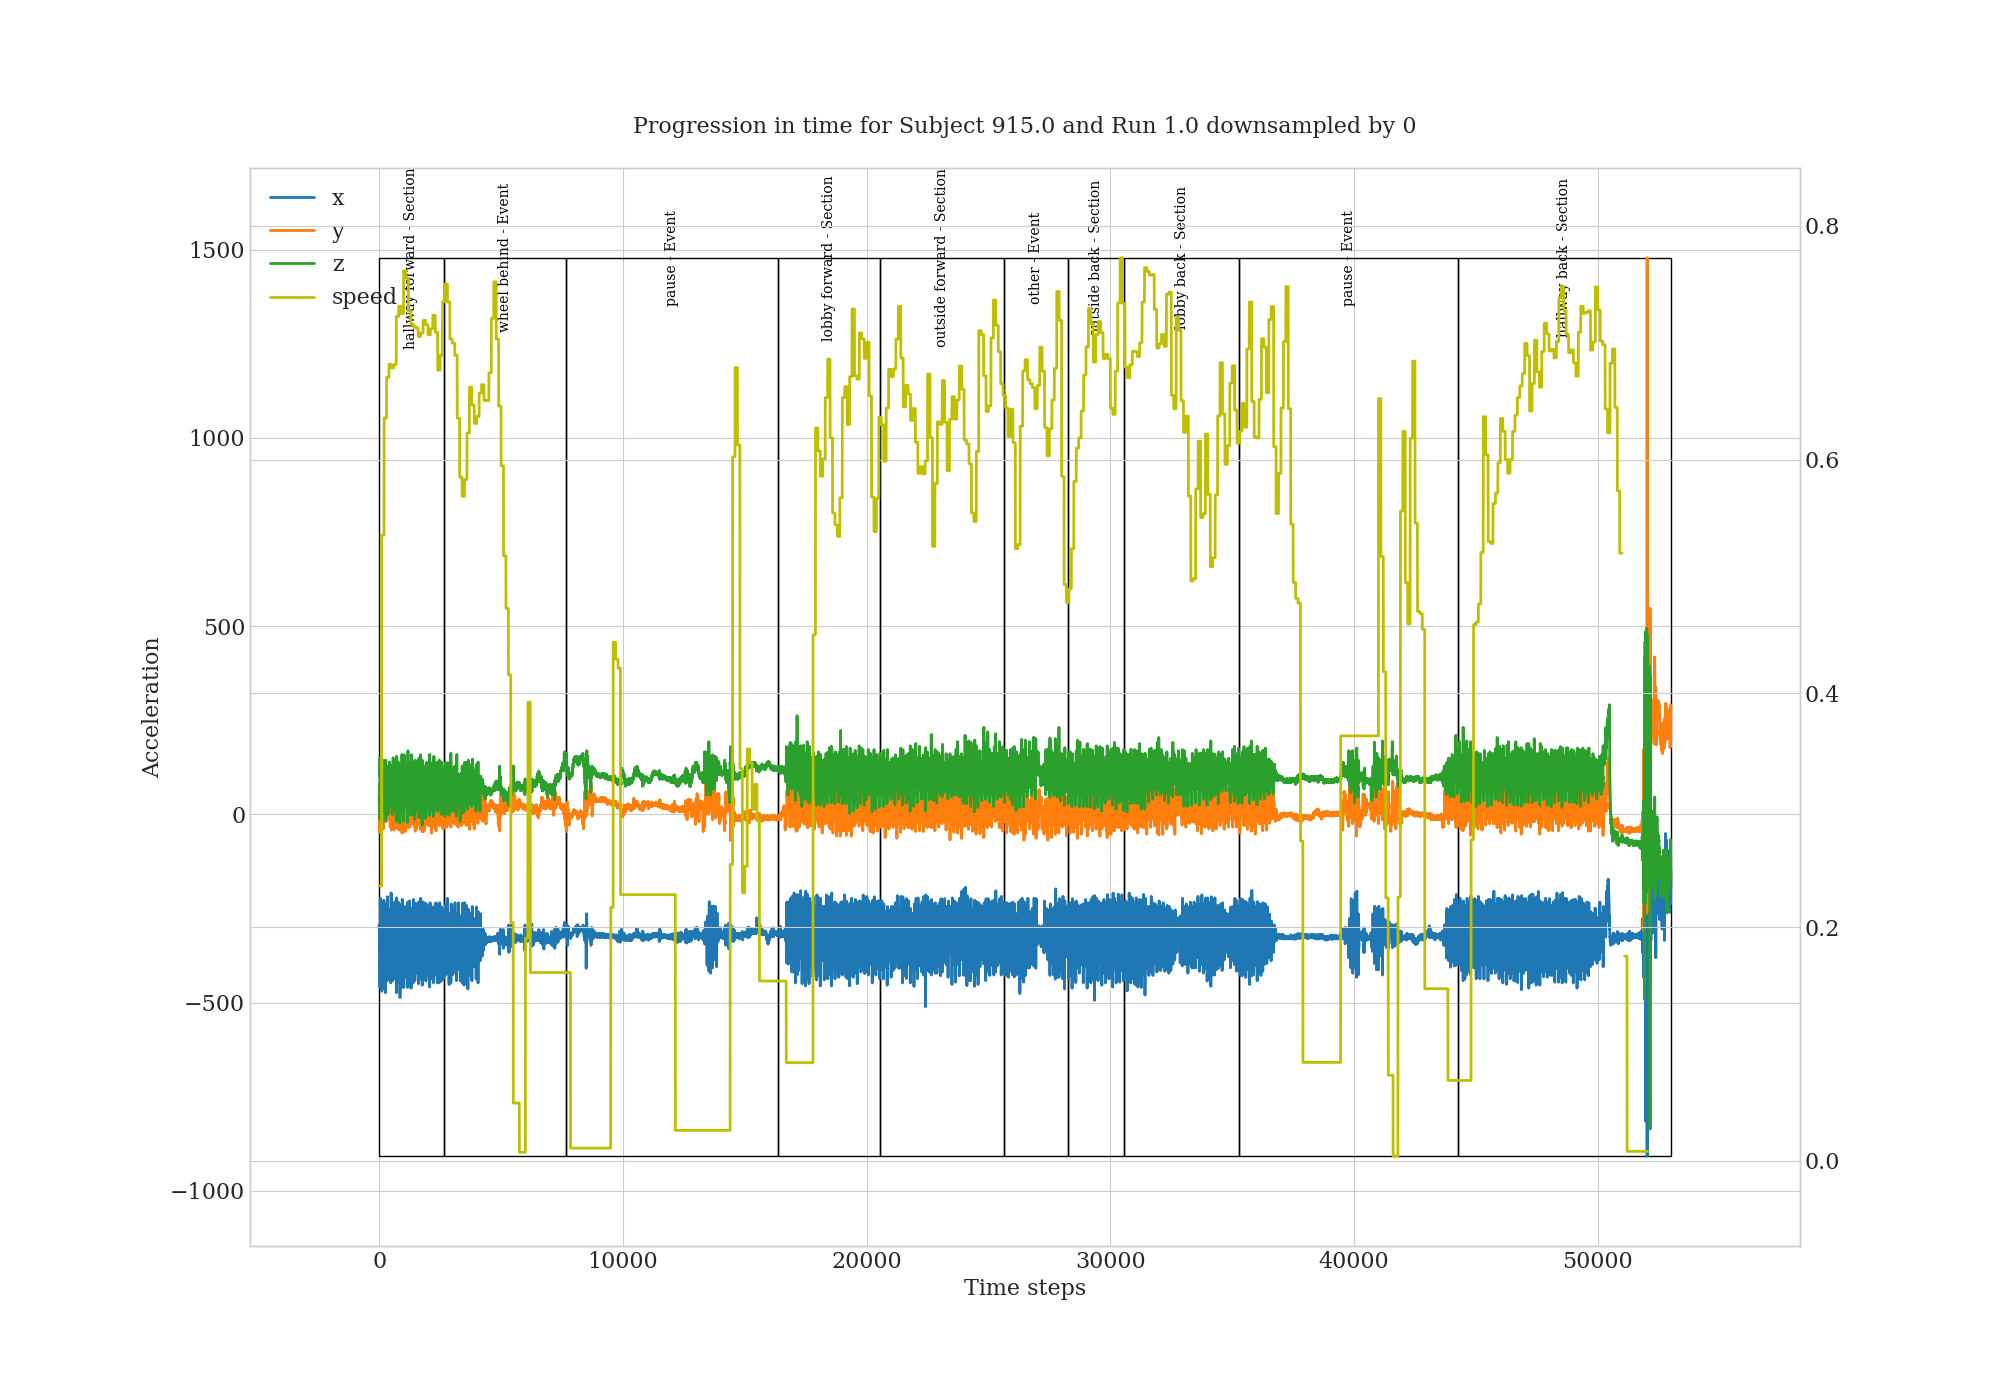 Progression in time for Subject 915.0 and Run 1.0 downsampled by 0
x
y
z
speed
hallway forward - Section
wheel behind - Event
pause - Event
lobby forward - Section
outside forward - Section
other - Event
outside back - Section
lobby back - Section
pause - Event
hallway back - Section
1500
1000
500
0
−500
−1000
Acceleration
0.8
0.6
0.4
0.2
0.0
0
10000
20000
30000
40000
50000
Time steps